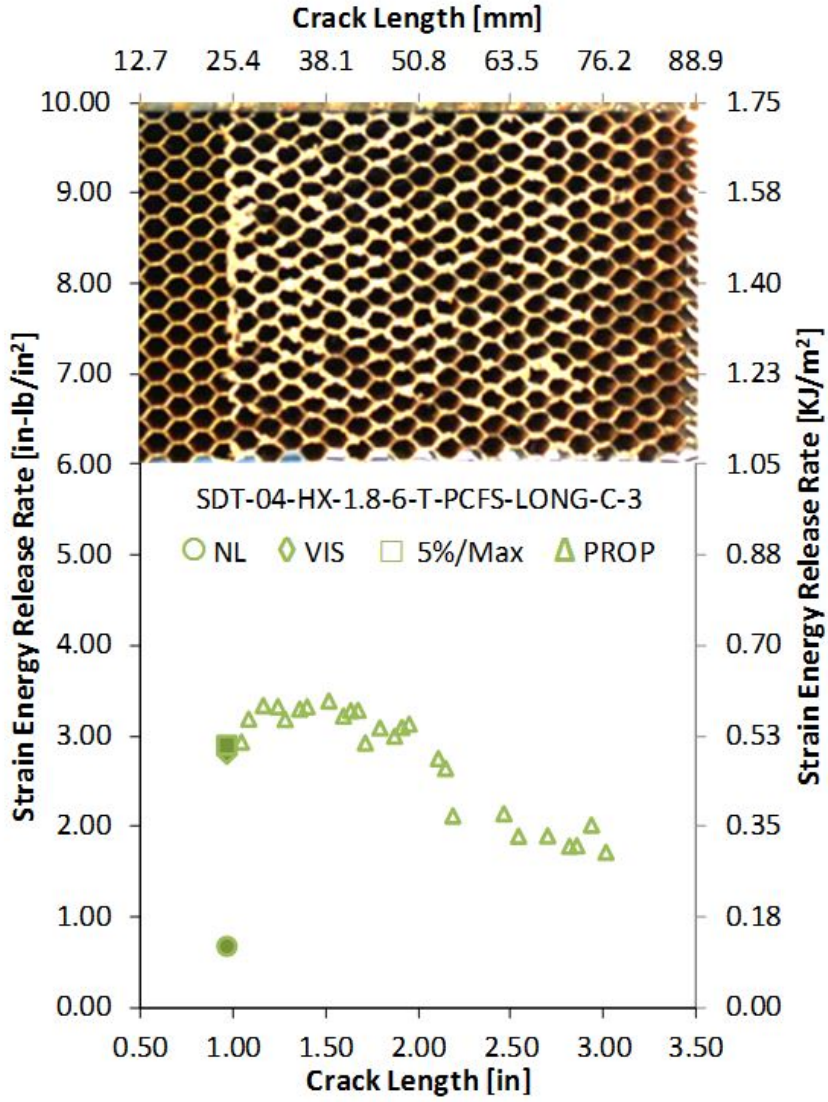 Crack Length [mm]
12.7 25.4 38.1 50.8 63.5 76.2 88.9
10.00 1.75
9.00 1.58
8.00 1.40
7.00 1.23
6.00 1.05
5.00 0.88
4.00 0.70
3.00 0.53
2.00 0.35
1.00 0.18
0.00 0.00
Strain Energy Release Rate [in-lb/in²]
Strain Energy Release Rate [KJ/m²]
SDT-04-HX-1.8-6-T-PCFS-LONG-C-3
NL VIS 5%/Max PROP
0.50 1.00 1.50 2.00 2.50 3.00 3.50
Crack Length [in]